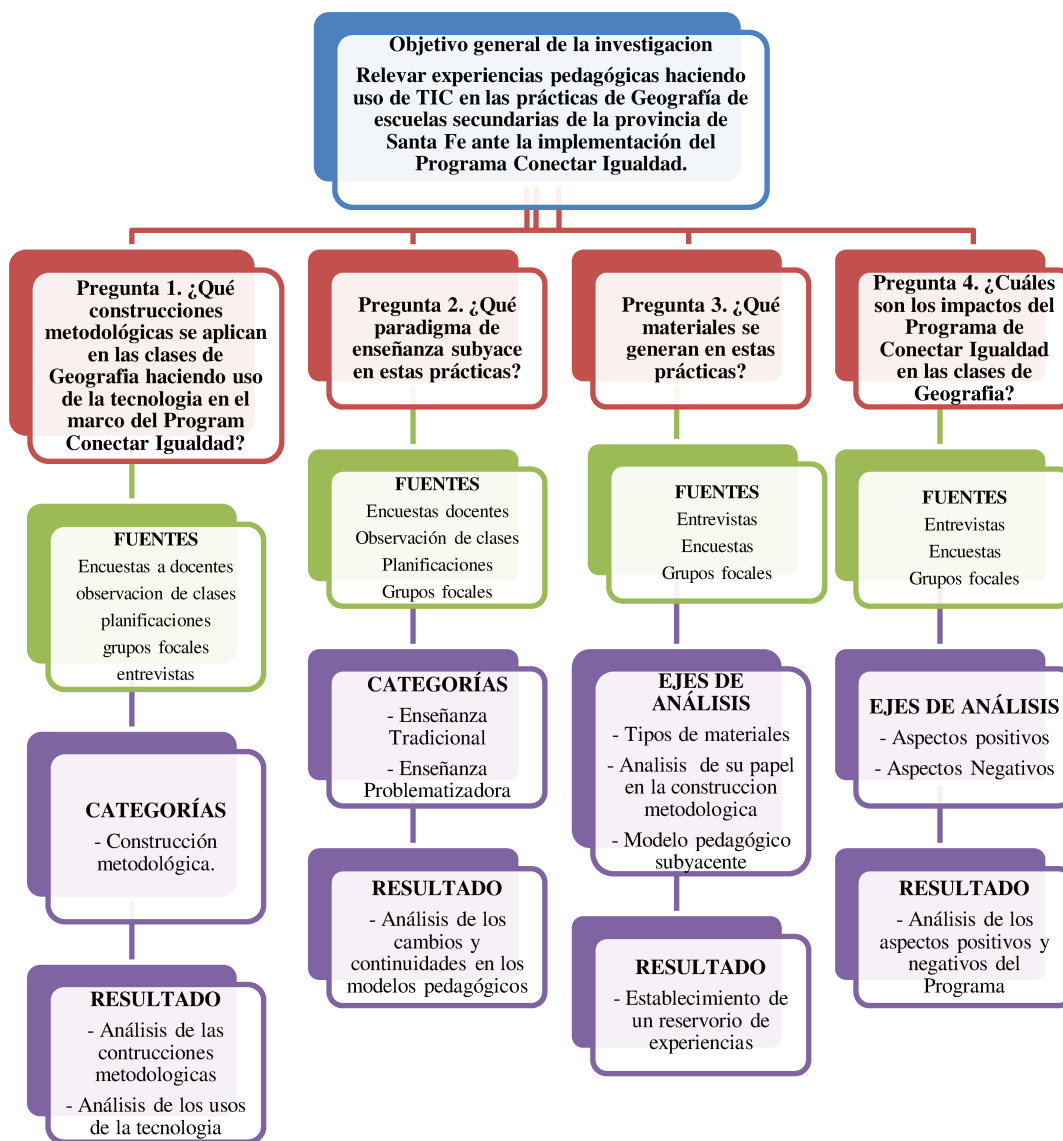 Objetivo general de la investigacion
Relevar experiencias pedagógicas haciendo
uso de TIC en las prácticas de Geografía de
escuelas secundarias de la provincia de
Santa Fe ante la implementación del
Programa Conectar Igualdad.
Pregunta 1. ¿Qué
construcciones
metodológicas se aplican
en las clases de
Geografia haciendo uso
de la tecnologia en el
marco del Program
Conectar Igualdad?
FUENTES
Encuestas a docentes
observacion de clases
planificaciones
grupos focales
entrevistas
CATEGORÍAS
- Construcción
metodológica.
RESULTADO
- Análisis de las
contrucciones
metodologicas
- Análisis de los usos
de la tecnologia
Pregunta 2. ¿Qué
paradigma de
enseñanza subyace
en estas prácticas?
FUENTES
Encuestas docentes
Observación de clases
Planificaciones
Grupos focales
CATEGORÍAS
- Enseñanza
Tradicional
- Enseñanza
Problematizadora
RESULTADO
- Análisis de los
cambios y
continuidades en los
modelos pedagógicos
Pregunta 3. ¿Qué
materiales se
generan en estas
prácticas?
FUENTES
Entrevistas
Encuestas
Grupos focales
EJES DE
ANÁLISIS
- Tipos de materiales
- Analisis de su papel
en la construccion
metodologica
- Modelo pedagógico
subyacente
RESULTADO
- Establecimiento de
un reservorio de
experiencias
Pregunta 4. ¿Cuáles
son los impactos del
Programa de
Conectar Igualdad
en las clases de
Geografia?
FUENTES
Entrevistas
Encuestas
Grupos focales
EJES DE ANÁLISIS
- Aspectos positivos
- Aspectos Negativos
RESULTADO
- Análisis de los
aspectos positivos y
negativos del
Programa